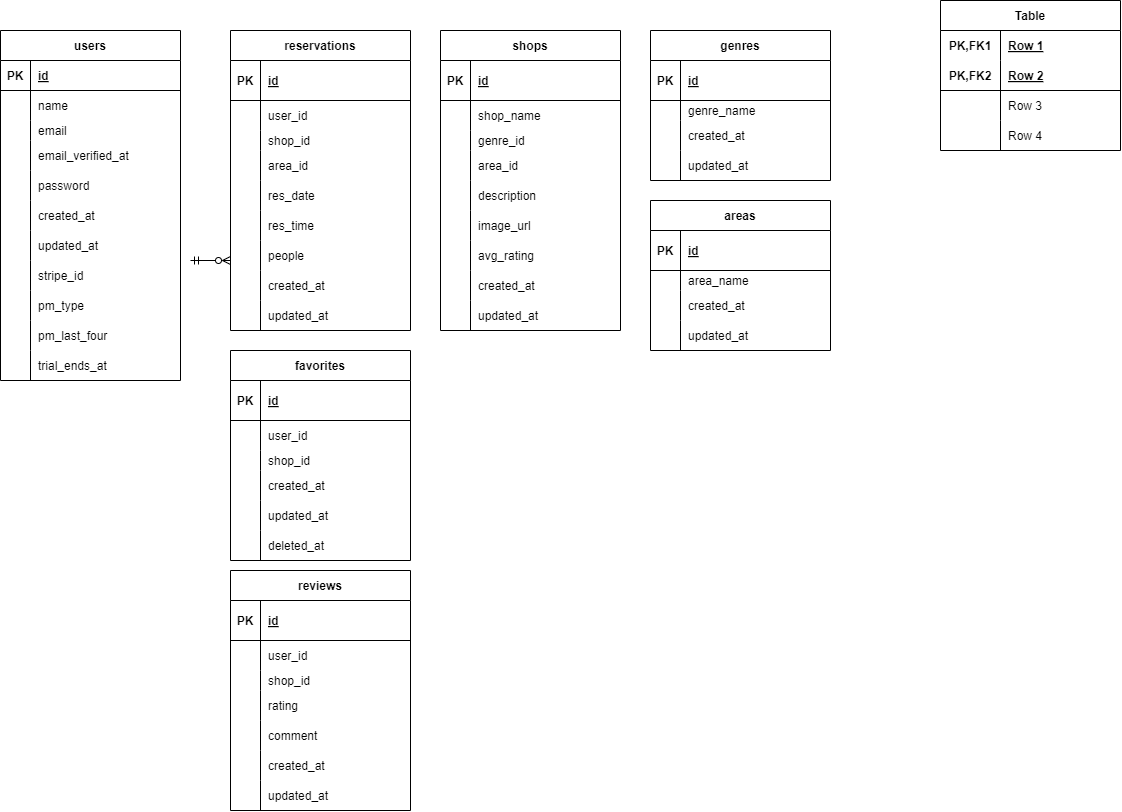 users
PK id
name
email
email_verified_at
password
created_at
updated_at
stripe_id
pm_type
pm_last_four
trial_ends_at
reservations
PK id
user_id
shop_id
area_id
res_date
res_time
people
created_at
updated_at
favorites
PK id
user_id
shop_id
created_at
updated_at
deleted_at
reviews
PK id
user_id
shop_id
rating
comment
created_at
updated_at
shops
PK id
shop_name
genre_id
area_id
description
image_url
avg_rating
created_at
updated_at
genres
PK id
genre_name
created_at
updated_at
areas
PK id
area_name
created_at
updated_at
Table
PK,FK1 Row 1
PK,FK2 Row 2
Row 3
Row 4